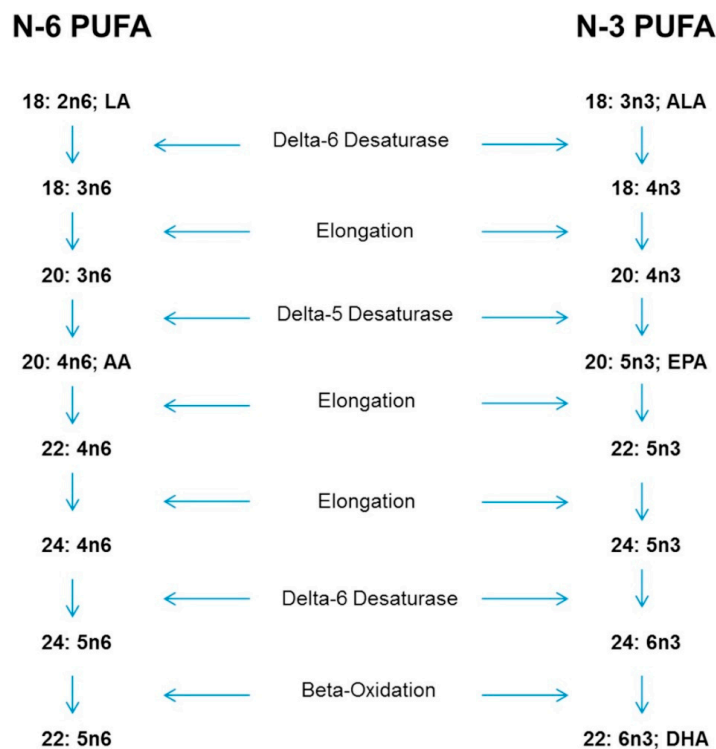 N-6 PUFA N-3 PUFA
18: 2n6; LA 18: 3n3; ALA
Delta-6 Desaturase
18: 3n6 18: 4n3
Elongation
20: 3n6 20: 4n3
Delta-5 Desaturase
20: 4n6; AA 20: 5n3; EPA
Elongation
22: 4n6 22: 5n3
Elongation
24: 4n6 24: 5n3
Delta-6 Desaturase
24: 5n6 24: 6n3
Beta-Oxidation
22: 5n6 22: 6n3; DHA